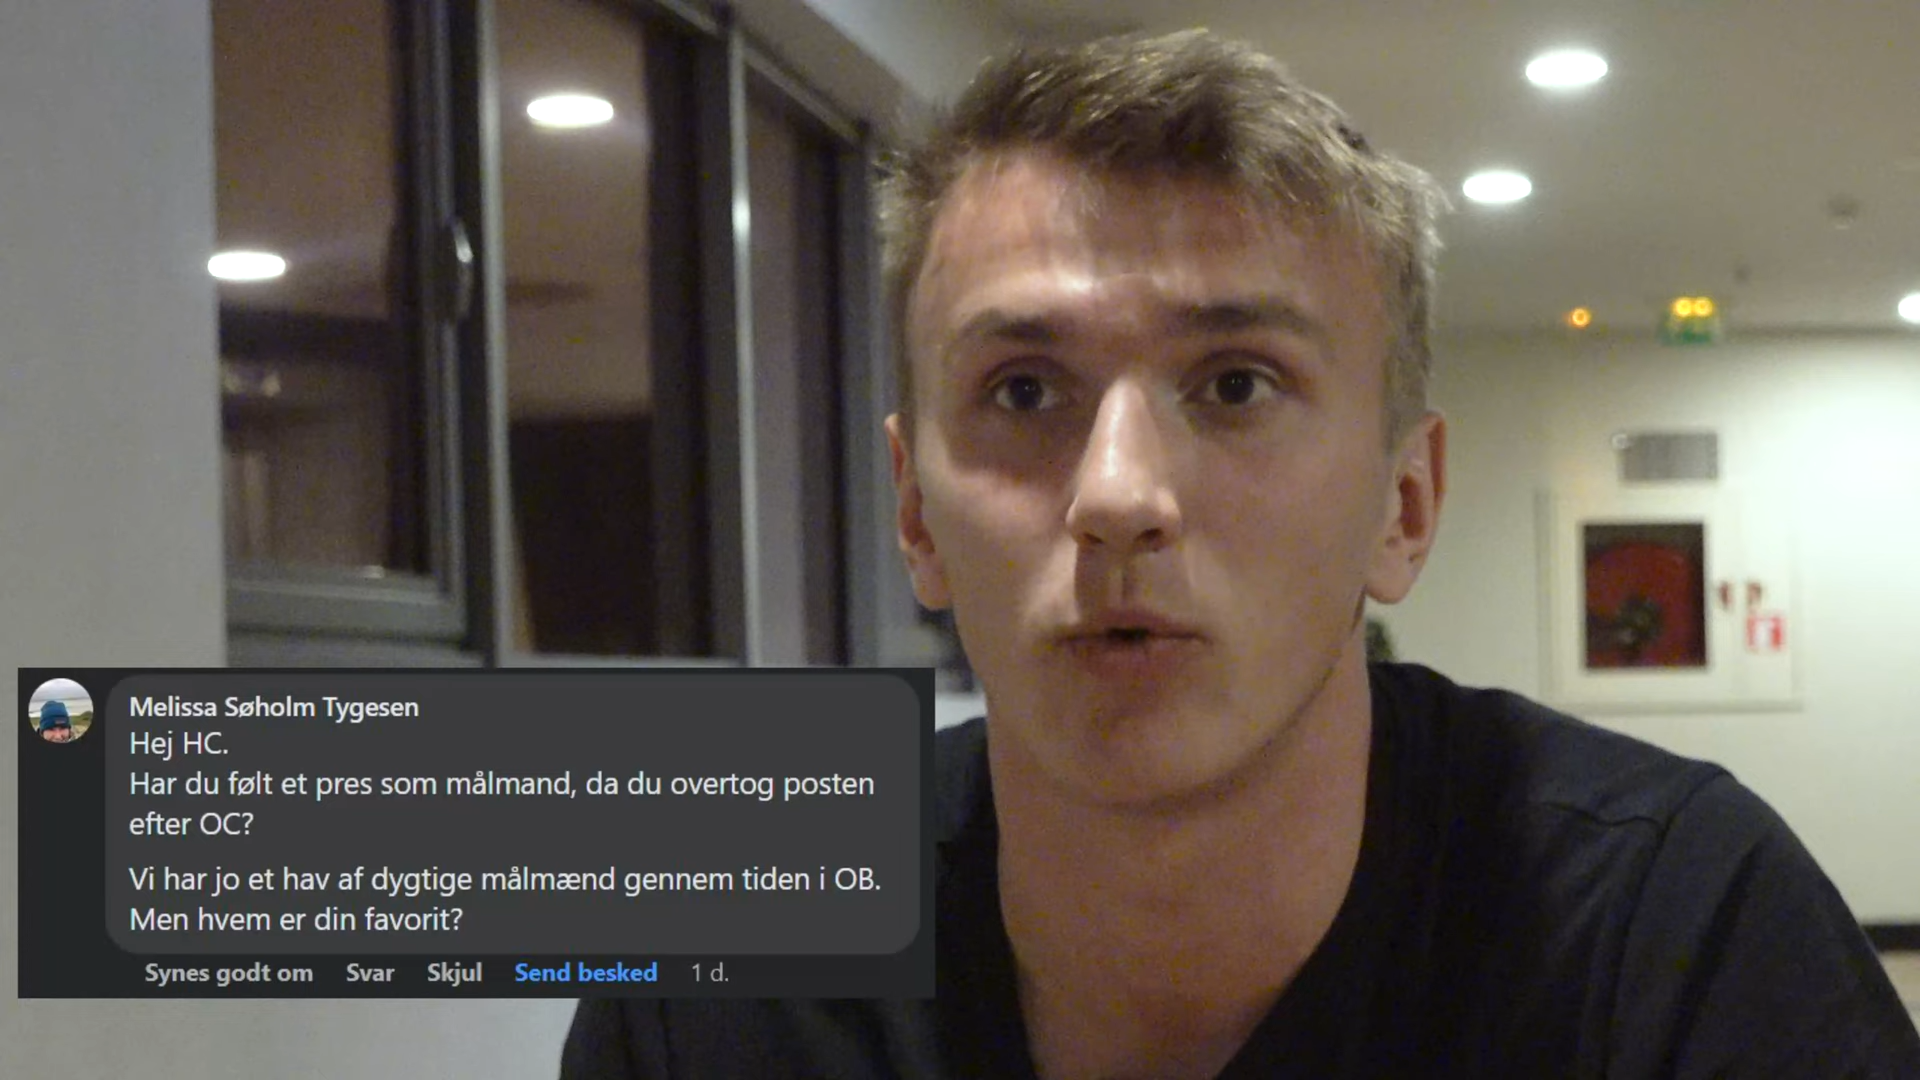 Melissa Søholm Tygesen
Hej HC.
Har du følt et pres som målmand, da du overtog posten
efter OC?
Vi har jo et hav af dygtige målmænd gennem tiden i OB.
Men hvem er din favorit?
Synes godt om Svar Skjul Send besked 1 d.